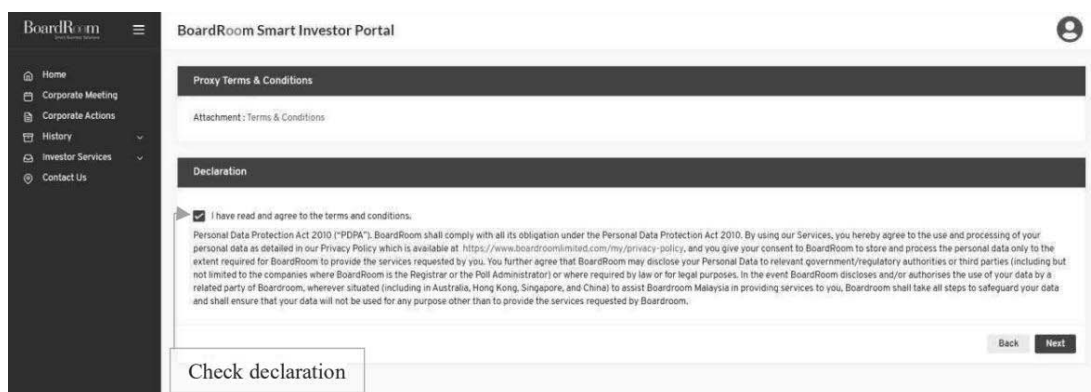 BoardRoom
Smart Business Solutions
BoardRoom Smart Investor Portal
Home
Corporate Meeting
Corporate Actions
History
Investor Services
Contact Us
Proxy Terms & Conditions
Attachment : Terms & Conditions
Declaration
I have read and agree to the terms and conditions.
Personal Data Protection Act 2010 ("PDPA"). BoardRoom shall comply with all its obligation under the Personal Data Protection Act 2010. By using our Services, you hereby agree to the use and processing of your
personal data as detailed in our Privacy Policy which is available at https://www.boardroomlimited.com/my/privacy-policy, and you give your consent to BoardRoom to store and process the personal data only to the
extent required for BoardRoom to provide the services requested by you. You further agree that BoardRoom may disclose your Personal Data to relevant government/regulatory authorities or third parties (including but
not limited to the companies where BoardRoom is the Registrar or the Poll Administrator) or where required by law or for legal purposes. In the event BoardRoom discloses and/or authorises the use of your data by a
related party of Boardroom, wherever situated (including in Australia, Hong Kong, Singapore, and China) to assist Boardroom Malaysia in providing services to you, Boardroom shall take all steps to safeguard your data
and shall ensure that your data will not be used for any purpose other than to provide the services requested by Boardroom.
Back Next
Check declaration